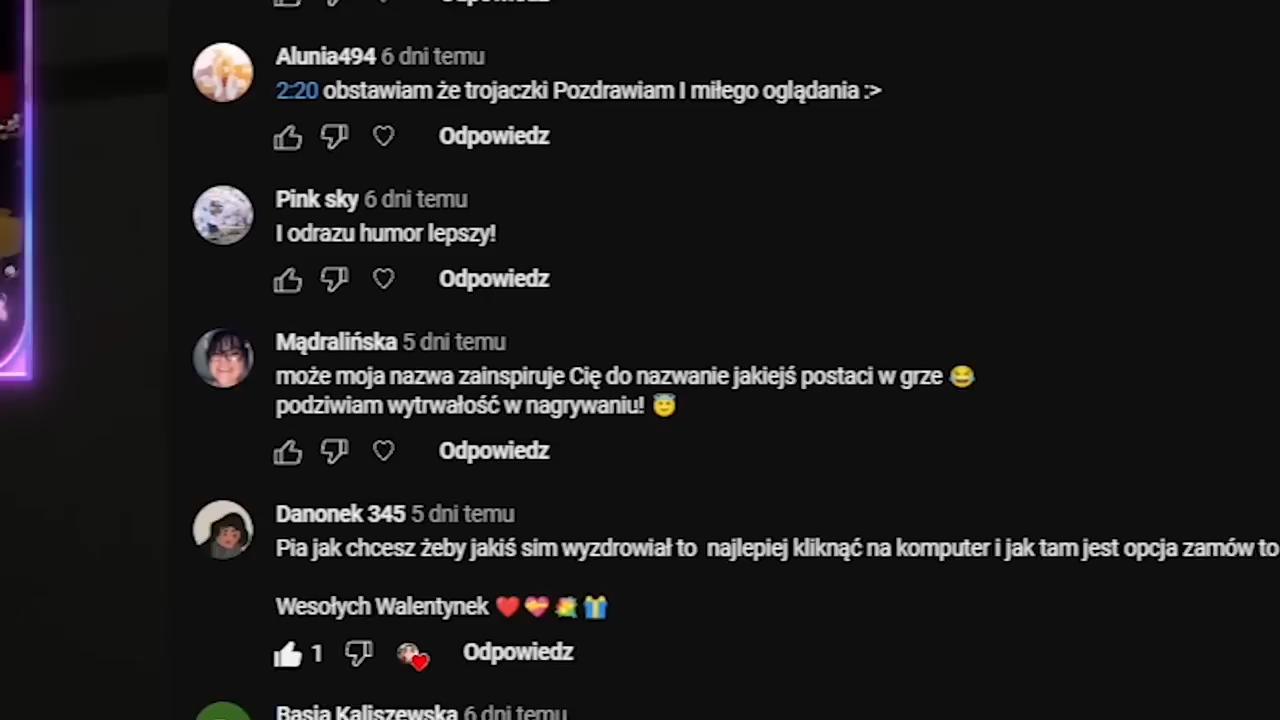 Odpowiedz
Alunia494 6 dni temu
2:20 obstawiam że trojaczki Pozdrawiam I miłego oglądania :>
Odpowiedz
Pink sky 6 dni temu
I odrazu humor lepszy!
Odpowiedz
Mądralińska 5 dni temu
może moja nazwa zainspiruje Cię do nazwanie jakiejś postaci w grze 😂
podziwiam wytrwałość w nagrywaniu! 😇
Odpowiedz
Danonek 345 5 dni temu
Pia jak chcesz żeby jakiś sim wyzdrowiał to  najlepiej kliknąć na komputer i jak tam jest opcja zamów to
Wesołych Walentynek ❤️💝💐🎁
1 Odpowiedz
Basia Kaliszewska 6 dni temu